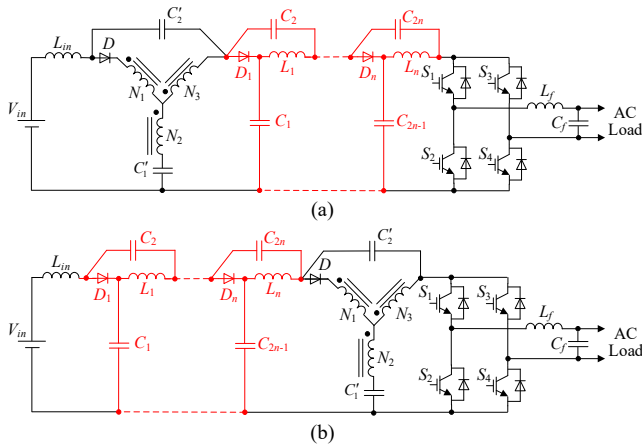 C′2 C2 C2n
Lin D D1 L1 Dn Ln S1 S3
N1 N3 Lf AC
Vin N2 C1 C2n-1 Cf Load
C′1 S2 S4
(a)
C2 C2n C′2
Lin D1 L1 Dn Ln D S1 S3
N1 N3 Lf AC
Vin C1 C2n-1 N2 Cf Load
C′1 S2 S4
(b)